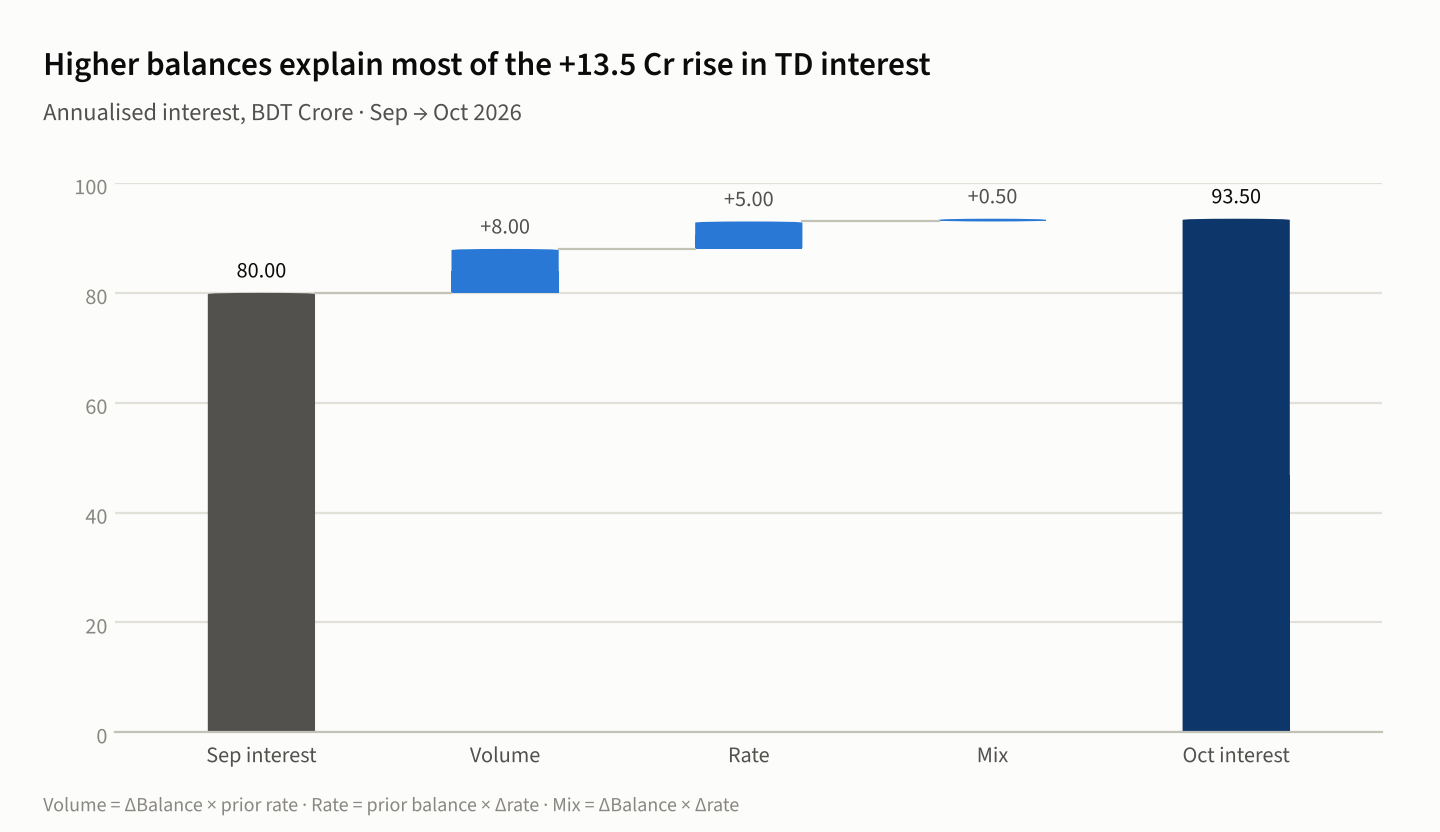 Higher balances explain most of the +13.5 Cr rise in TD interest
Annualised interest, BDT Crore · Sep → Oct 2026
100
80
60
40
20
0
80.00
+8.00
+5.00
+0.50
93.50
Sep interest
Volume
Rate
Mix
Oct interest
Volume = ΔBalance × prior rate · Rate = prior balance × Δrate · Mix = ΔBalance × Δrate